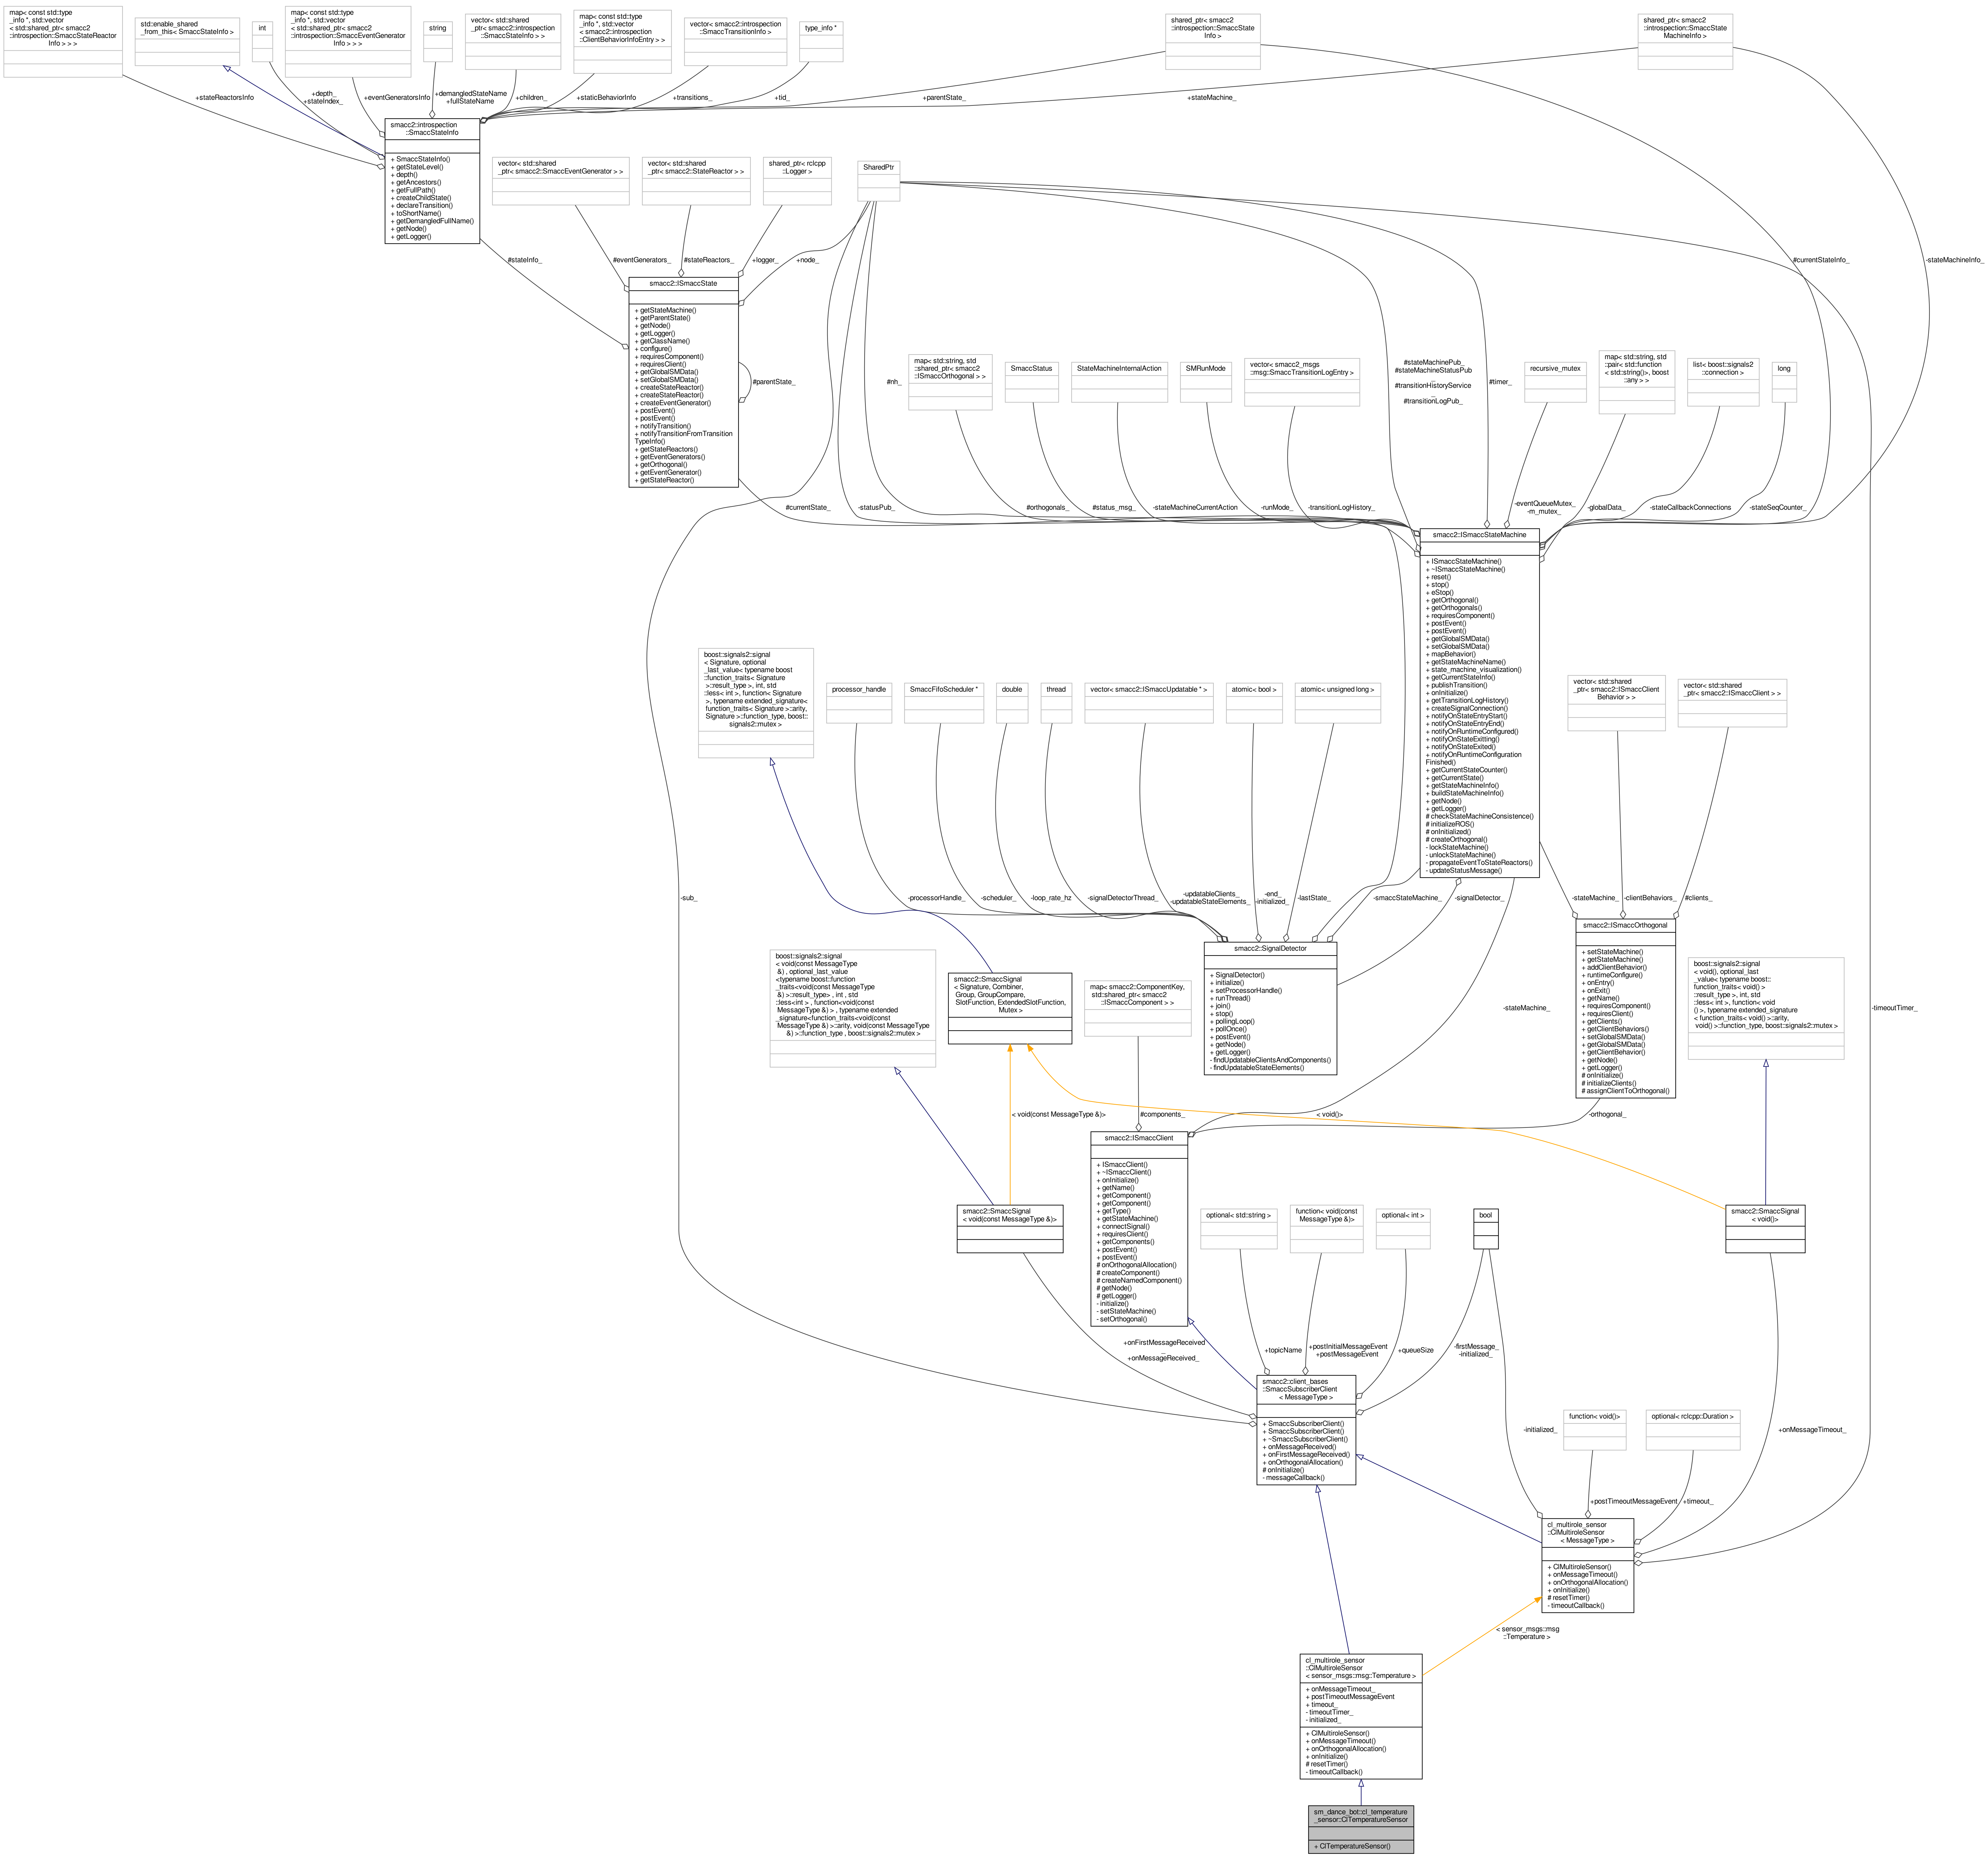 map< const std::type
_info *, std::vector
< std::shared_ptr< smacc2
::introspection::SmaccStateReactor
Info > > >
std::enable_shared
_from_this< SmaccStateInfo >
int
map< const std::type
_info *, std::vector
< std::shared_ptr< smacc2
::introspection::SmaccEventGenerator
Info > > >
string
vector< std::shared
_ptr< smacc2::introspection
::SmaccStateInfo > >
map< const std::type
_info *, std::vector
< smacc2::introspection
::ClientBehaviorInfoEntry > >
vector< smacc2::introspection
::SmaccTransitionInfo >
type_info *
shared_ptr< smacc2
::introspection::SmaccState
Info >
shared_ptr< smacc2
::introspection::SmaccState
MachineInfo >
+stateReactorsInfo
+depth_
+stateIndex_
+eventGeneratorsInfo
+demangledStateName
+fullStateName
+children_
+staticBehaviorInfo
+transitions_
+tid_
+parentState_
+stateMachine_
smacc2::introspection
::SmaccStateInfo
+ SmaccStateInfo()
+ getStateLevel()
+ depth()
+ getAncestors()
+ getFullPath()
+ createChildState()
+ declareTransition()
+ toShortName()
+ getDemangledFullName()
+ getNode()
+ getLogger()
vector< std::shared
_ptr< smacc2::SmaccEventGenerator > >
vector< std::shared
_ptr< smacc2::StateReactor > >
shared_ptr< rclcpp
::Logger >
SharedPtr
#stateInfo_
#eventGenerators_
#stateReactors_
+logger_
+node_
#currentStateInfo_
-stateMachineInfo_
smacc2::ISmaccState
+ getStateMachine()
+ getParentState()
+ getNode()
+ getLogger()
+ getClassName()
+ configure()
+ requiresComponent()
+ requiresClient()
+ getGlobalSMData()
+ setGlobalSMData()
+ createStateReactor()
+ createStateReactor()
+ createEventGenerator()
+ postEvent()
+ postEvent()
+ notifyTransition()
+ notifyTransitionFromTransition
TypeInfo()
+ getStateReactors()
+ getEventGenerators()
+ getOrthogonal()
+ getEventGenerator()
+ getStateReactor()
#parentState_
#nh_
map< std::string, std
::shared_ptr< smacc2
::ISmaccOrthogonal > >
SmaccStatus
StateMachineInternalAction
SMRunMode
vector< smacc2_msgs
::msg::SmaccTransitionLogEntry >
#stateMachinePub_
#stateMachineStatusPub
_
#transitionHistoryService
_
#transitionLogPub_
#timer_
recursive_mutex
map< std::string, std
::pair< std::function
< std::string()>, boost
::any > >
list< boost::signals2
::connection >
long
#currentState_
-statusPub_
#orthogonals_
#status_msg_
-stateMachineCurrentAction
-runMode_
-transitionLogHistory_
-eventQueueMutex_
-m_mutex_
-globalData_
-stateCallbackConnections
-stateSeqCounter_
smacc2::ISmaccStateMachine
+ ISmaccStateMachine()
+ ~ISmaccStateMachine()
+ reset()
+ stop()
+ eStop()
+ getOrthogonal()
+ getOrthogonals()
+ requiresComponent()
+ postEvent()
+ postEvent()
+ getGlobalSMData()
+ setGlobalSMData()
+ mapBehavior()
+ getStateMachineName()
+ state_machine_visualization()
+ getCurrentStateInfo()
+ publishTransition()
+ onInitialize()
+ getTransitionLogHistory()
+ createSignalConnection()
+ notifyOnStateEntryStart()
+ notifyOnStateEntryEnd()
+ notifyOnRuntimeConfigured()
+ notifyOnStateExitting()
+ notifyOnStateExited()
+ notifyOnRuntimeConfiguration
Finished()
+ getCurrentStateCounter()
+ getCurrentState()
+ getStateMachineInfo()
+ buildStateMachineInfo()
+ getNode()
+ getLogger()
# checkStateMachineConsistence()
# initializeROS()
# onInitialized()
# createOrthogonal()
- lockStateMachine()
- unlockStateMachine()
- propagateEventToStateReactors()
- updateStatusMessage()
boost::signals2::signal
< Signature, optional
_last_value< typename boost
::function_traits< Signature
>::result_type >, int, std
::less< int >, function< Signature
>, typename extended_signature<
function_traits< Signature >::arity,
Signature >::function_type, boost::
signals2::mutex >
processor_handle
SmaccFifoScheduler *
double
thread
vector< smacc2::ISmaccUpdatable * >
atomic< bool >
atomic< unsigned long >
vector< std::shared
_ptr< smacc2::ISmaccClient
Behavior > >
vector< std::shared
_ptr< smacc2::ISmaccClient > >
-sub_
-processorHandle_
-scheduler_
-loop_rate_hz
-signalDetectorThread_
-updatableClients_
-updatableStateElements_
-end_
-initialized_
-lastState_
-smaccStateMachine_
-signalDetector_
-stateMachine_
-clientBehaviors_
#clients_
smacc2::SignalDetector
+ SignalDetector()
+ initialize()
+ setProcessorHandle()
+ runThread()
+ join()
+ stop()
+ pollingLoop()
+ pollOnce()
+ postEvent()
+ getNode()
+ getLogger()
- findUpdatableClientsAndComponents()
- findUpdatableStateElements()
smacc2::ISmaccOrthogonal
+ setStateMachine()
+ getStateMachine()
+ addClientBehavior()
+ runtimeConfigure()
+ onEntry()
+ onExit()
+ getName()
+ requiresComponent()
+ requiresClient()
+ getClients()
+ getClientBehaviors()
+ setGlobalSMData()
+ getGlobalSMData()
+ getClientBehavior()
+ getNode()
+ getLogger()
# onInitialize()
# initializeClients()
# assignClientToOrthogonal()
boost::signals2::signal
< void(const MessageType
&) , optional_last_value
<typename boost::function
_traits<void(const MessageType
&) >::result_type> , int , std
::less<int > , function<void(const
MessageType &) > , typename extended
_signature<function_traits<void(const
MessageType &) >::arity, void(const MessageType
&) >::function_type , boost::signals2::mutex >
smacc2::SmaccSignal
< Signature, Combiner,
Group, GroupCompare,
SlotFunction, ExtendedSlotFunction,
Mutex >
map< smacc2::ComponentKey,
std::shared_ptr< smacc2
::ISmaccComponent > >
boost::signals2::signal
< void(), optional_last
_value< typename boost::
function_traits< void() >
::result_type >, int, std
::less< int >, function< void
() >, typename extended_signature
< function_traits< void() >::arity,
void() >::function_type, boost::signals2::mutex >
-stateMachine_
-timeoutTimer_
< void(const MessageType &)>
#components_
< void()>
-orthogonal_
smacc2::ISmaccClient
+ ISmaccClient()
+ ~ISmaccClient()
+ onInitialize()
+ getName()
+ getComponent()
+ getComponent()
+ getType()
+ getStateMachine()
+ connectSignal()
+ requiresClient()
+ getComponents()
+ postEvent()
+ postEvent()
# onOrthogonalAllocation()
# createComponent()
# createNamedComponent()
# getNode()
# getLogger()
- initialize()
- setStateMachine()
- setOrthogonal()
smacc2::SmaccSignal
< void(const MessageType &)>
optional< std::string >
function< void(const
MessageType &)>
optional< int >
bool
smacc2::SmaccSignal
< void()>
+onFirstMessageReceived
_
+onMessageReceived_
+topicName
+postInitialMessageEvent
+postMessageEvent
+queueSize
-firstMessage_
-initialized_
smacc2::client_bases
::SmaccSubscriberClient
< MessageType >
+ SmaccSubscriberClient()
+ SmaccSubscriberClient()
+ ~SmaccSubscriberClient()
+ onMessageReceived()
+ onFirstMessageReceived()
+ onOrthogonalAllocation()
# onInitialize()
- messageCallback()
function< void()>
optional< rclcpp::Duration >
-initialized_
+onMessageTimeout_
+postTimeoutMessageEvent
+timeout_
cl_multirole_sensor
::ClMultiroleSensor
< MessageType >
+ ClMultiroleSensor()
+ onMessageTimeout()
+ onOrthogonalAllocation()
+ onInitialize()
# resetTimer()
- timeoutCallback()
< sensor_msgs::msg
::Temperature >
cl_multirole_sensor
::ClMultiroleSensor
< sensor_msgs::msg::Temperature >
+ onMessageTimeout_
+ postTimeoutMessageEvent
+ timeout_
- timeoutTimer_
- initialized_
+ ClMultiroleSensor()
+ onMessageTimeout()
+ onOrthogonalAllocation()
+ onInitialize()
# resetTimer()
- timeoutCallback()
sm_dance_bot::cl_temperature
_sensor::ClTemperatureSensor
+ ClTemperatureSensor()